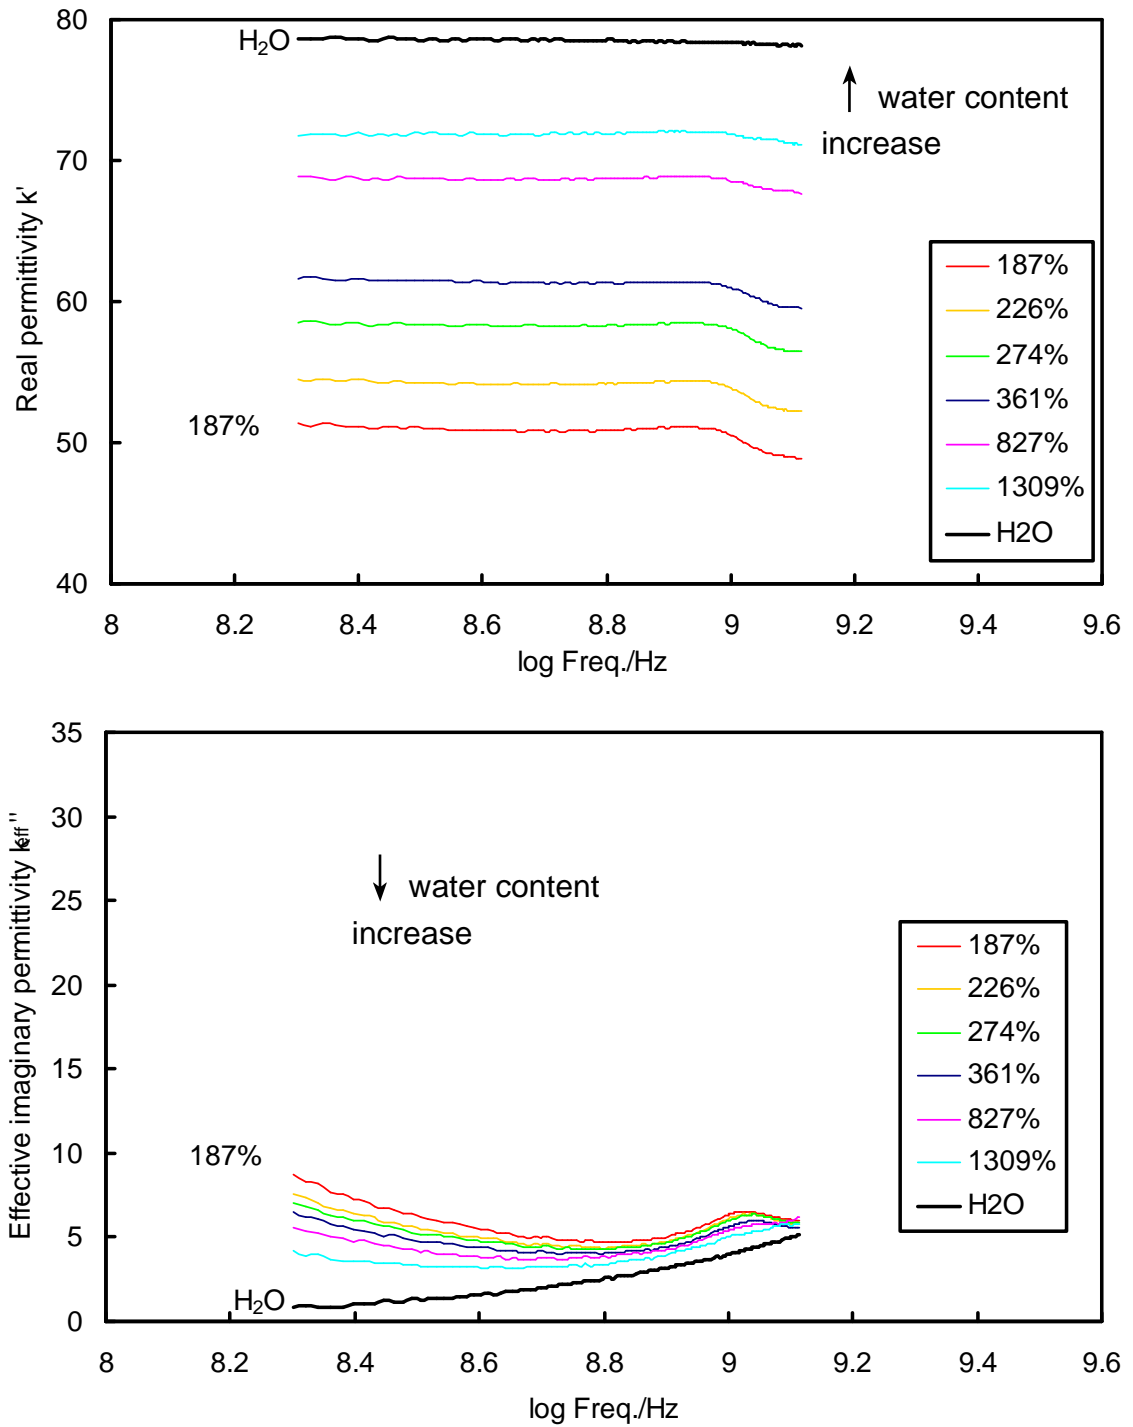 80
H₂O
water content
increase
70
187%
226%
60
274%
361%
187%
827%
50
1309%
H2O
40
8 8.2 8.4 8.6 8.8 9 9.2 9.4 9.6
log Freq./Hz
Real permittivity k'
35
30
water content
25
increase
187%
226%
20
274%
361%
15
827%
187%
10
1309%
H2O
5
H₂O
0
8 8.2 8.4 8.6 8.8 9 9.2 9.4 9.6
log Freq./Hz
Effective imaginary permittivity keff"